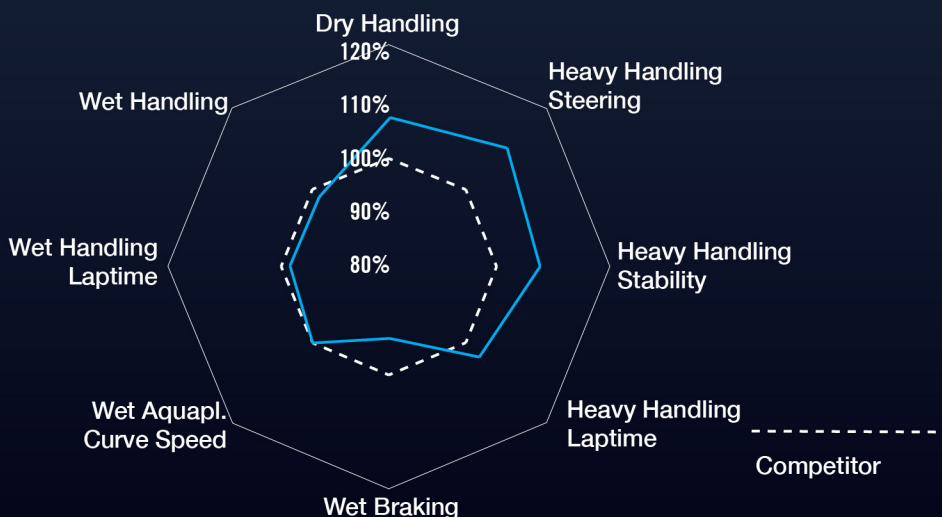 Dry Handling
120%
Heavy Handling
Steering
Wet Handling
110%
100%
90%
Wet Handling
Laptime
80%
Heavy Handling
Stability
Wet Aquapl.
Curve Speed
Heavy Handling
Laptime
Competitor
Wet Braking